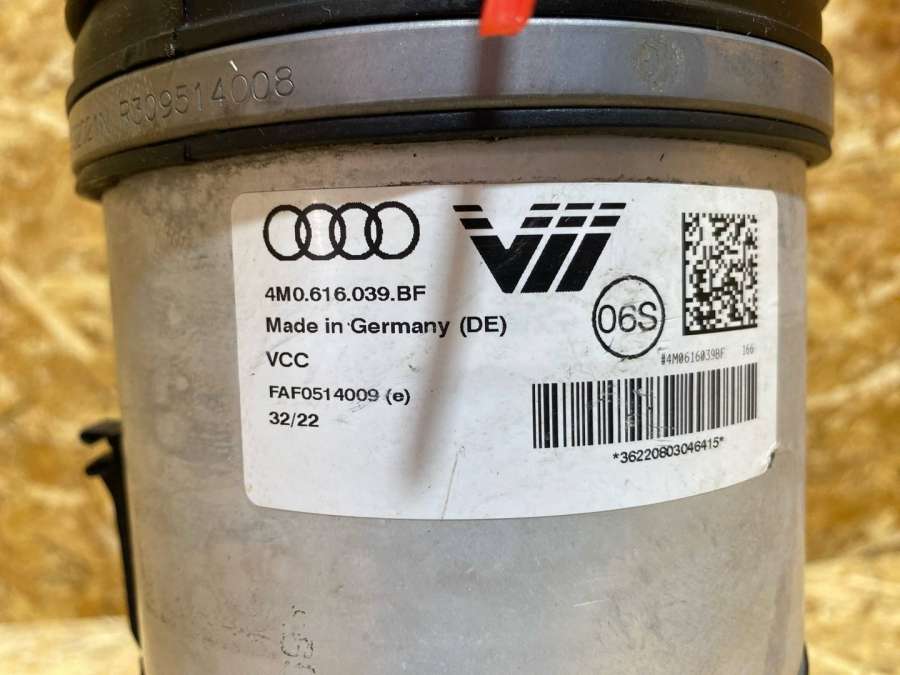 R309514008
4M0.616.039.BF
Made in Germany (DE)
VCC
FAF0514009 (e)
32/22
06S
#4M0616039BF 166
*36220803046415*